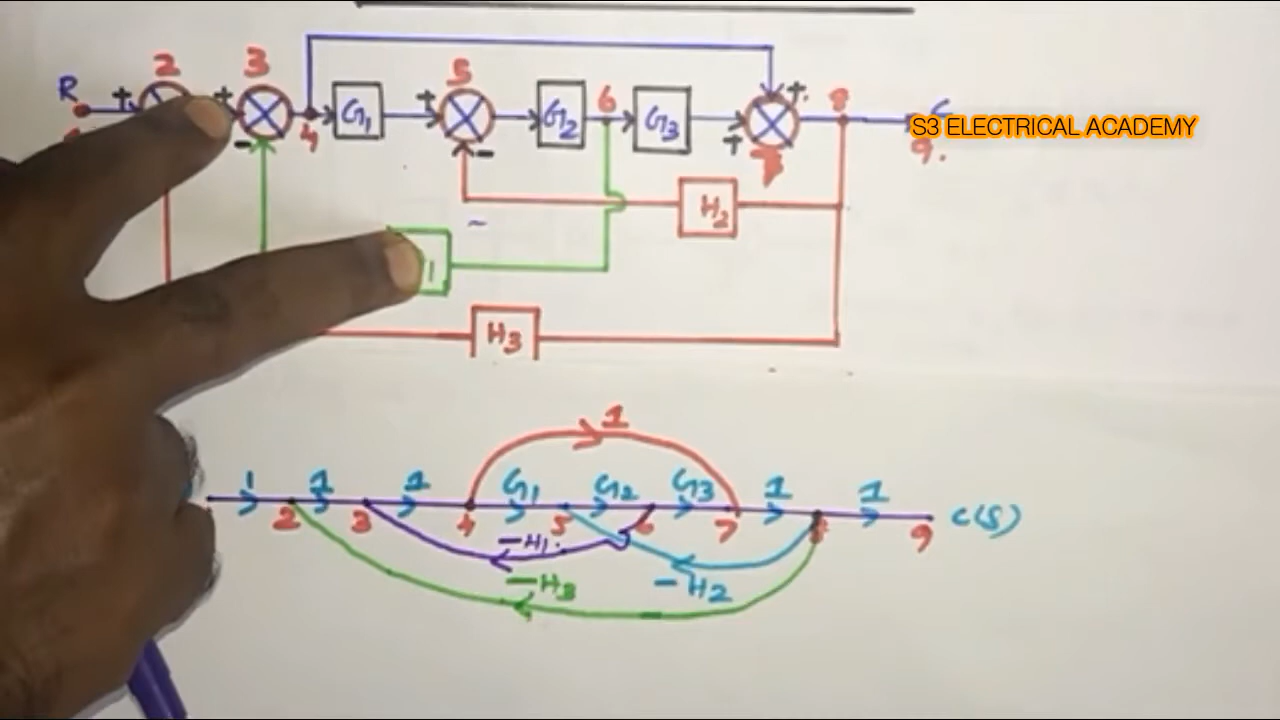 2 3 5 6 8
R + + G1 + G2 G3 + + C
S3 ELECTRICAL ACADEMY
4 7 9.
- -
H2
1
H3
1
1 1 1 G1 G2 G3 1 1 C(S)
2 3 4 5 6 7 8 9
-H1.
-H3 -H2